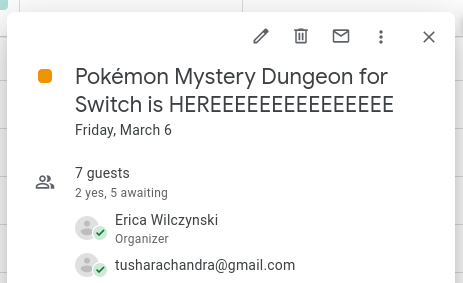 Pokémon Mystery Dungeon for
Switch is HEREEEEEEEEEEEEEEEE
Friday, March 6
7 guests
2 yes, 5 awaiting
Erica Wilczynski
Organizer
tusharachandra@gmail.com